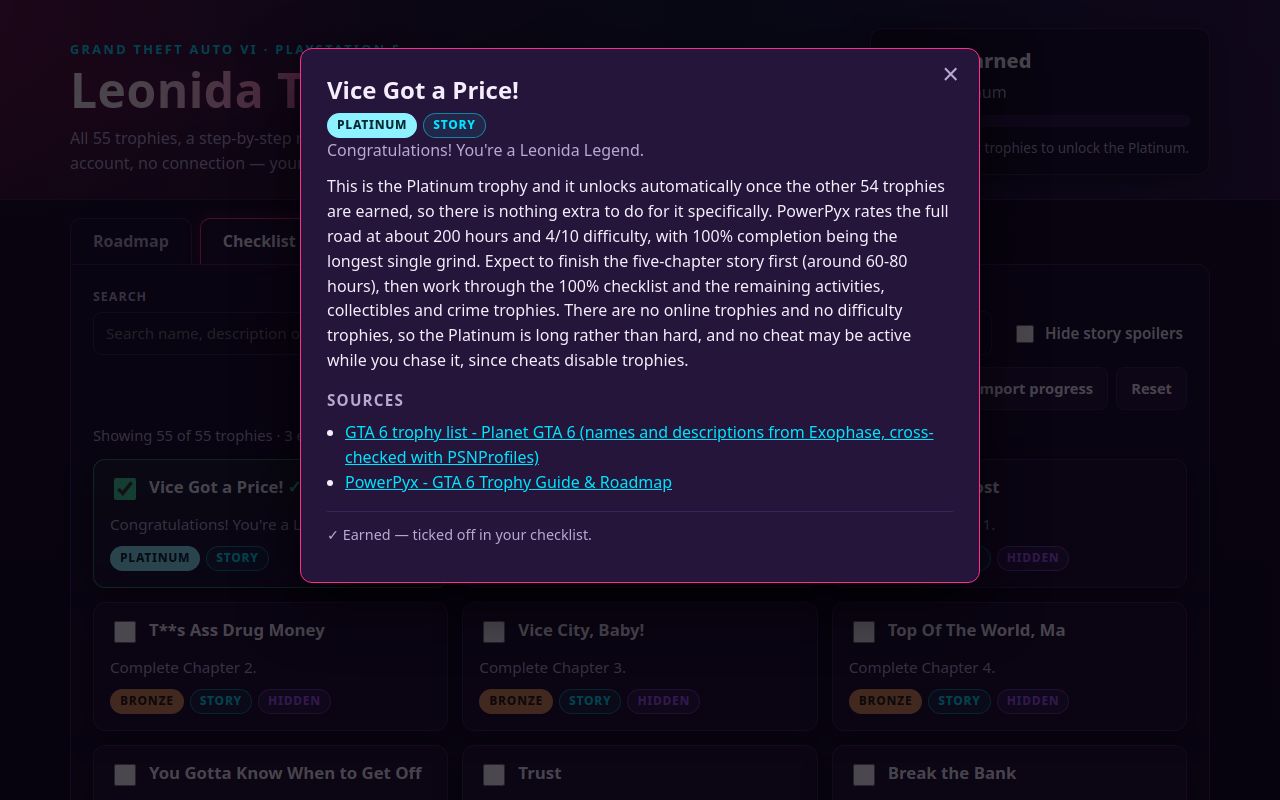 GRAND THEFT AUTO VI · PLAYSTATION 5
Leonida T
rned
um
All 55 trophies, a step-by-step
account, no connection — your
trophies to unlock the Platinum.
Vice Got a Price!
×
PLATINUM STORY
Congratulations! You're a Leonida Legend.
This is the Platinum trophy and it unlocks automatically once the other 54 trophies
are earned, so there is nothing extra to do for it specifically. PowerPyx rates the full
road at about 200 hours and 4/10 difficulty, with 100% completion being the
longest single grind. Expect to finish the five-chapter story first (around 60-80
hours), then work through the 100% checklist and the remaining activities,
collectibles and crime trophies. There are no online trophies and no difficulty
trophies, so the Platinum is long rather than hard, and no cheat may be active
while you chase it, since cheats disable trophies.
SOURCES
• GTA 6 trophy list - Planet GTA 6 (names and descriptions from Exophase, cross-
checked with PSNProfiles)
• PowerPyx - GTA 6 Trophy Guide & Roadmap
✓ Earned — ticked off in your checklist.
Roadmap
Checklist
SEARCH
Search name, description o
Hide story spoilers
mport progress
Reset
Showing 55 of 55 trophies · 3 e
Vice Got a Price! ✓
ost
Congratulations! You're a L
1.
PLATINUM STORY
HIDDEN
T**s Ass Drug Money
Vice City, Baby!
Top Of The World, Ma
Complete Chapter 2.
Complete Chapter 3.
Complete Chapter 4.
BRONZE STORY HIDDEN
BRONZE STORY HIDDEN
BRONZE STORY HIDDEN
You Gotta Know When to Get Off
Trust
Break the Bank